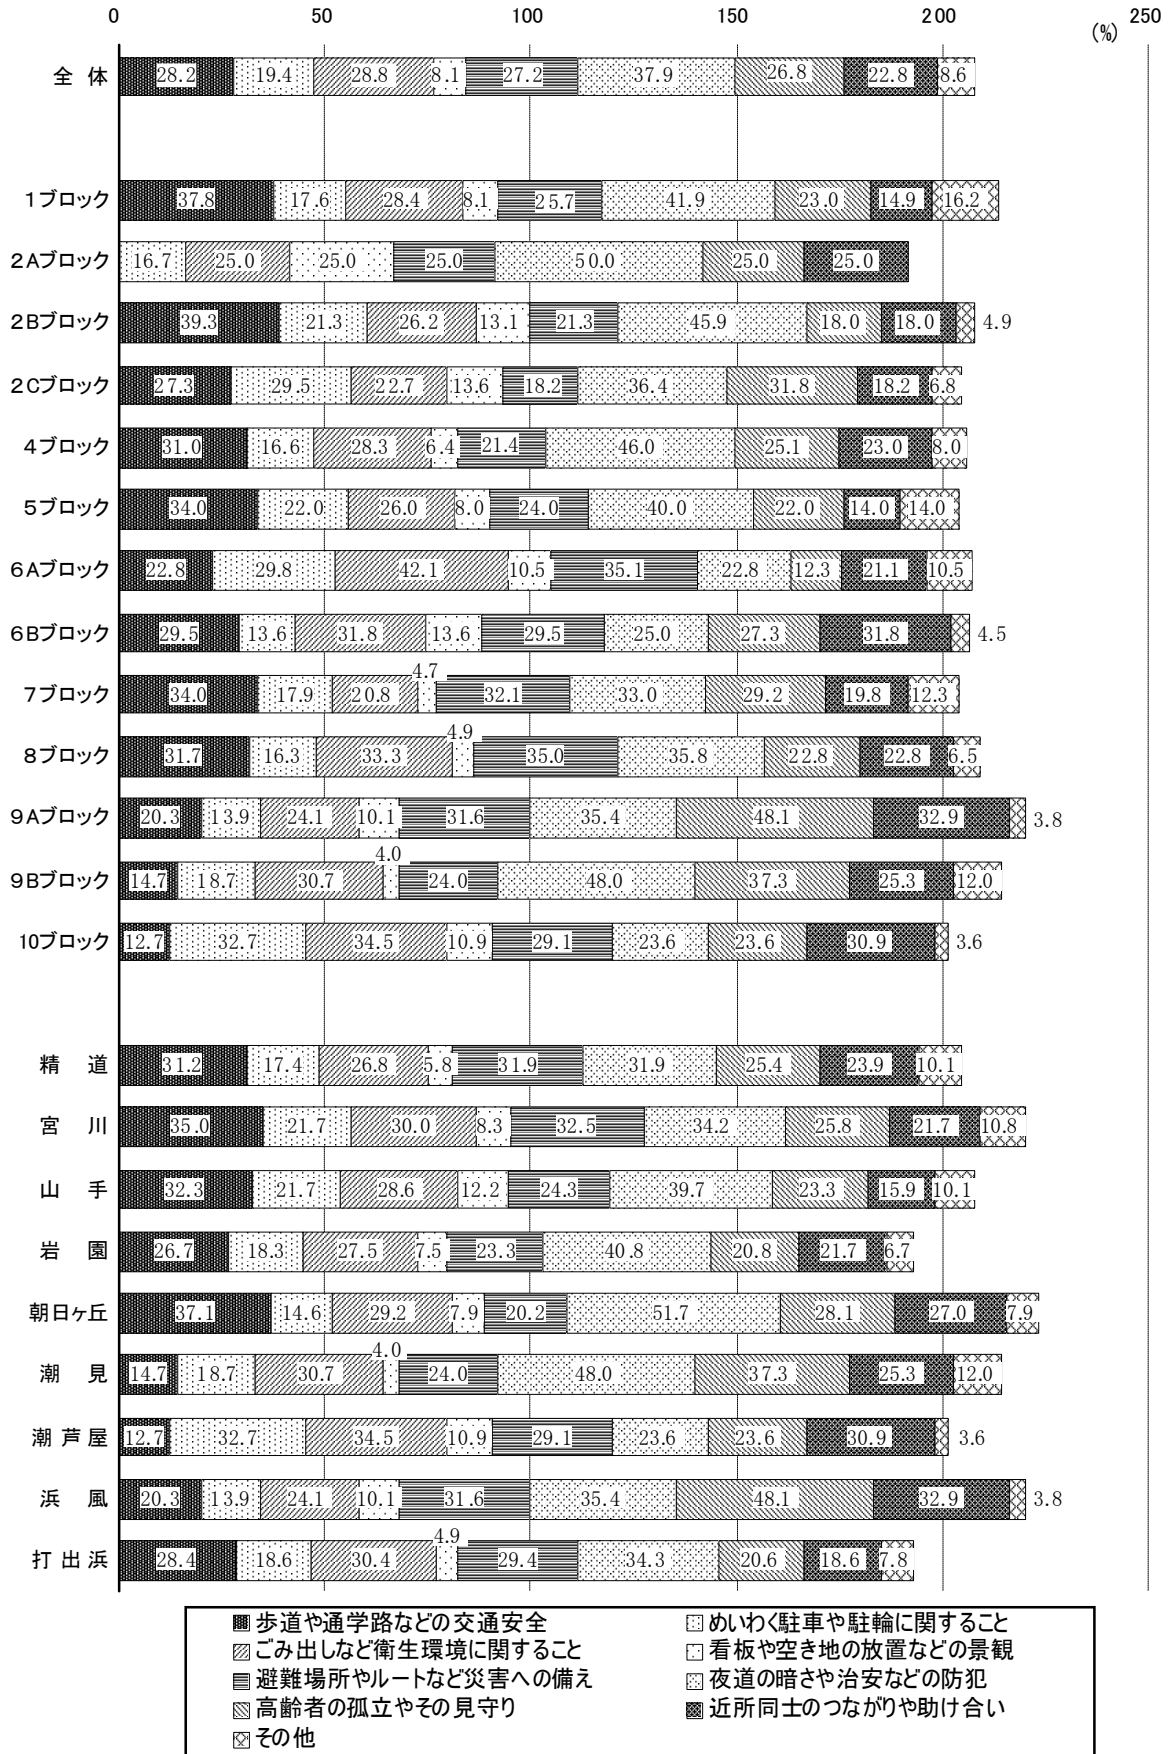 0 50 100 150 200 250
(%)
全 体 28.2 19.4 28.8 8.1 27.2 37.9 26.8 22.8 8.6
1ブロック 37.8 17.6 28.4 8.1 25.7 41.9 23.0 14.9 16.2
2Aブロック 16.7 25.0 25.0 25.0 50.0 25.0 25.0
2Bブロック 39.3 21.3 26.2 13.1 21.3 45.9 18.0 18.0 4.9
2Cブロック 27.3 29.5 22.7 13.6 18.2 36.4 31.8 18.2 6.8
4ブロック 31.0 16.6 28.3 6.4 21.4 46.0 25.1 23.0 8.0
5ブロック 34.0 22.0 26.0 8.0 24.0 40.0 22.0 14.0 14.0
6Aブロック 22.8 29.8 42.1 10.5 35.1 22.8 12.3 21.1 10.5
6Bブロック 29.5 13.6 31.8 13.6 29.5 25.0 27.3 31.8 4.5
7ブロック 34.0 17.9 20.8 4.7 32.1 33.0 29.2 19.8 12.3
8ブロック 31.7 16.3 33.3 4.9 35.0 35.8 22.8 22.8 6.5
9Aブロック 20.3 13.9 24.1 10.1 31.6 35.4 48.1 32.9 3.8
9Bブロック 14.7 18.7 30.7 4.0 24.0 48.0 37.3 25.3 12.0
10ブロック 12.7 32.7 34.5 10.9 29.1 23.6 23.6 30.9 3.6
精 道 31.2 17.4 26.8 5.8 31.9 31.9 25.4 23.9 10.1
宮 川 35.0 21.7 30.0 8.3 32.5 34.2 25.8 21.7 10.8
山 手 32.3 21.7 28.6 12.2 24.3 39.7 23.3 15.9 10.1
岩 園 26.7 18.3 27.5 7.5 23.3 40.8 20.8 21.7 6.7
朝日ヶ丘 37.1 14.6 29.2 7.9 20.2 51.7 28.1 27.0 7.9
潮 見 14.7 18.7 30.7 4.0 24.0 48.0 37.3 25.3 12.0
潮 芦 屋 12.7 32.7 34.5 10.9 29.1 23.6 23.6 30.9 3.6
浜 風 20.3 13.9 24.1 10.1 31.6 35.4 48.1 32.9 3.8
打 出 浜 28.4 18.6 30.4 4.9 29.4 34.3 20.6 18.6 7.8
歩道や通学路などの交通安全 めいわく駐車や駐輪に関すること
ごみ出しなど衛生環境に関すること 看板や空き地の放置などの景観
避難場所やルートなど災害への備え 夜道の暗さや治安などの防犯
高齢者の孤立やその見守り 近所同士のつながりや助け合い
その他